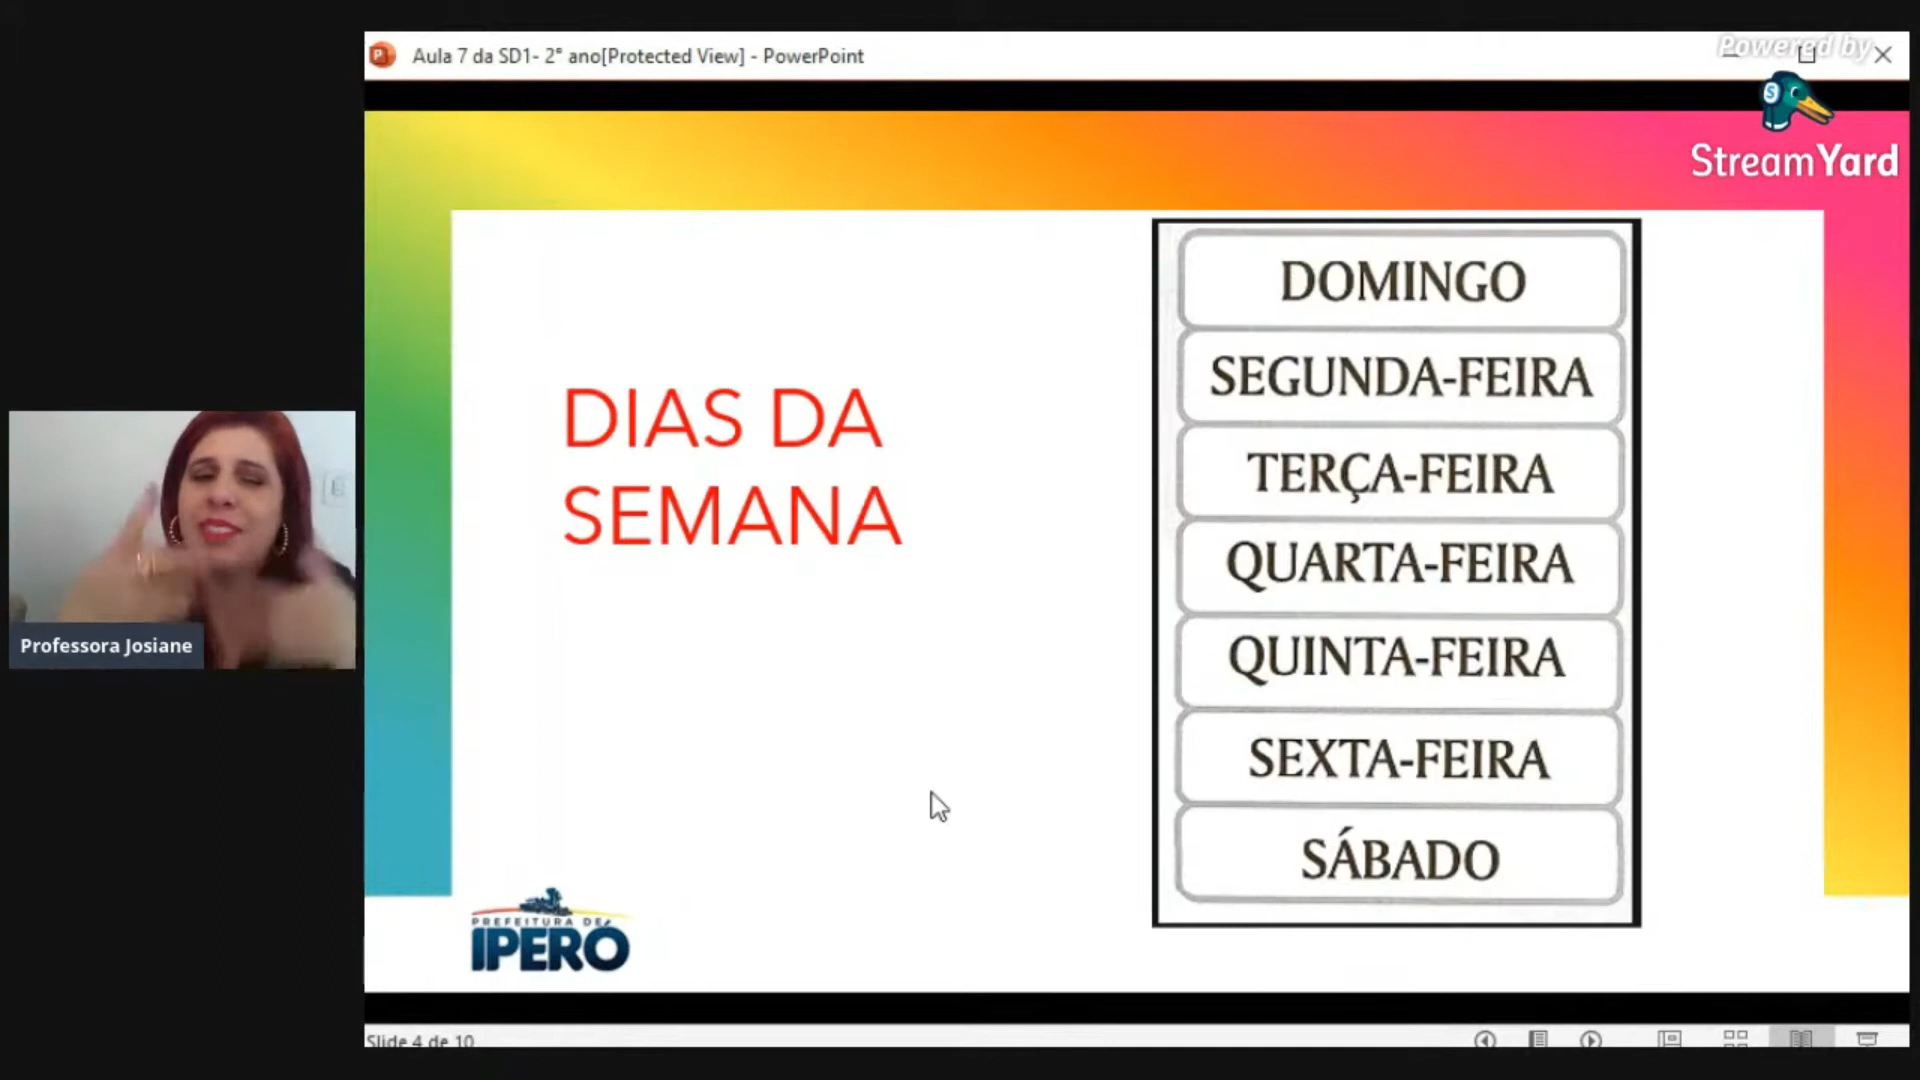 Aula 7 da SD1- 2° ano[Protected View] - PowerPoint
Powered by
StreamYard
DIAS DA
SEMANA
DOMINGO
SEGUNDA-FEIRA
TERÇA-FEIRA
QUARTA-FEIRA
QUINTA-FEIRA
SEXTA-FEIRA
SÁBADO
Professora Josiane
PREFEITURA DE
IPERÓ
Slide 4 de 10